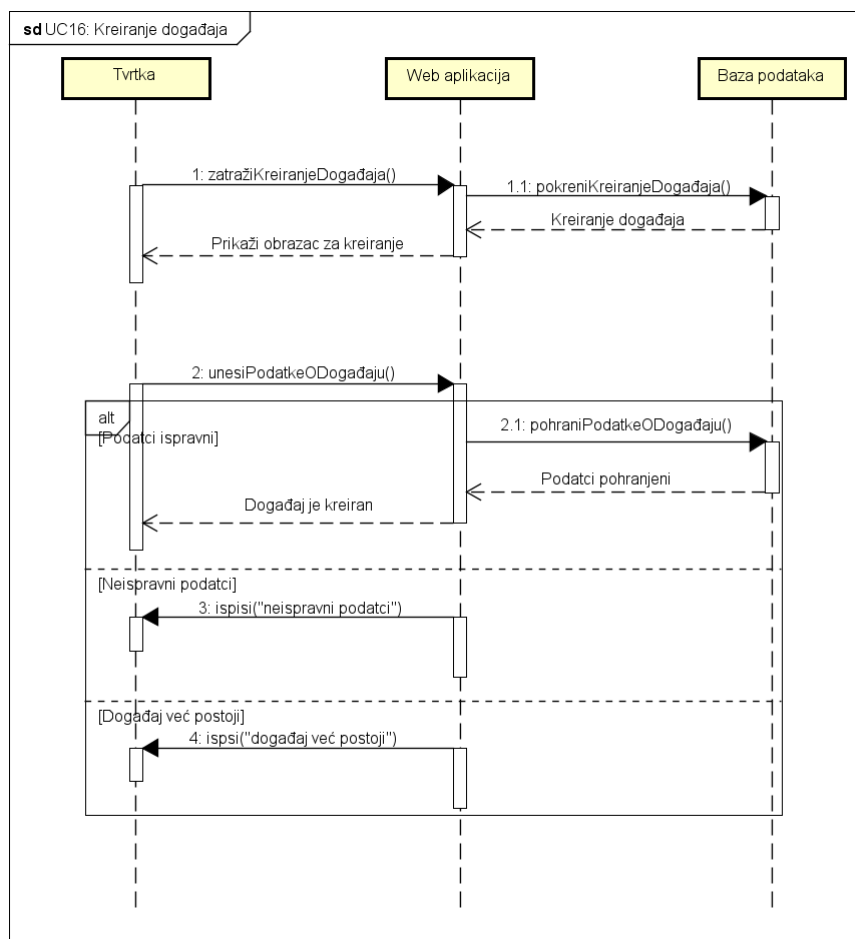 sd UC16: Kreiranje događaja
Tvrtka
Web aplikacija
Baza podataka
1: zatražiKreiranjeDogađaja()
1.1: pokreniKreiranjeDogađaja()
Kreiranje događaja
Prikaži obrazac za kreiranje
2: unesiPodatkeODogađaju()
alt
[Podatci ispravni]
2.1: pohraniPodatkeODogađaju()
Podatci pohranjeni
Događaj je kreiran
[Neispravni podatci]
3: ispisi("neispravni podatci")
[Događaj već postoji]
4: ispsi("događaj već postoji")